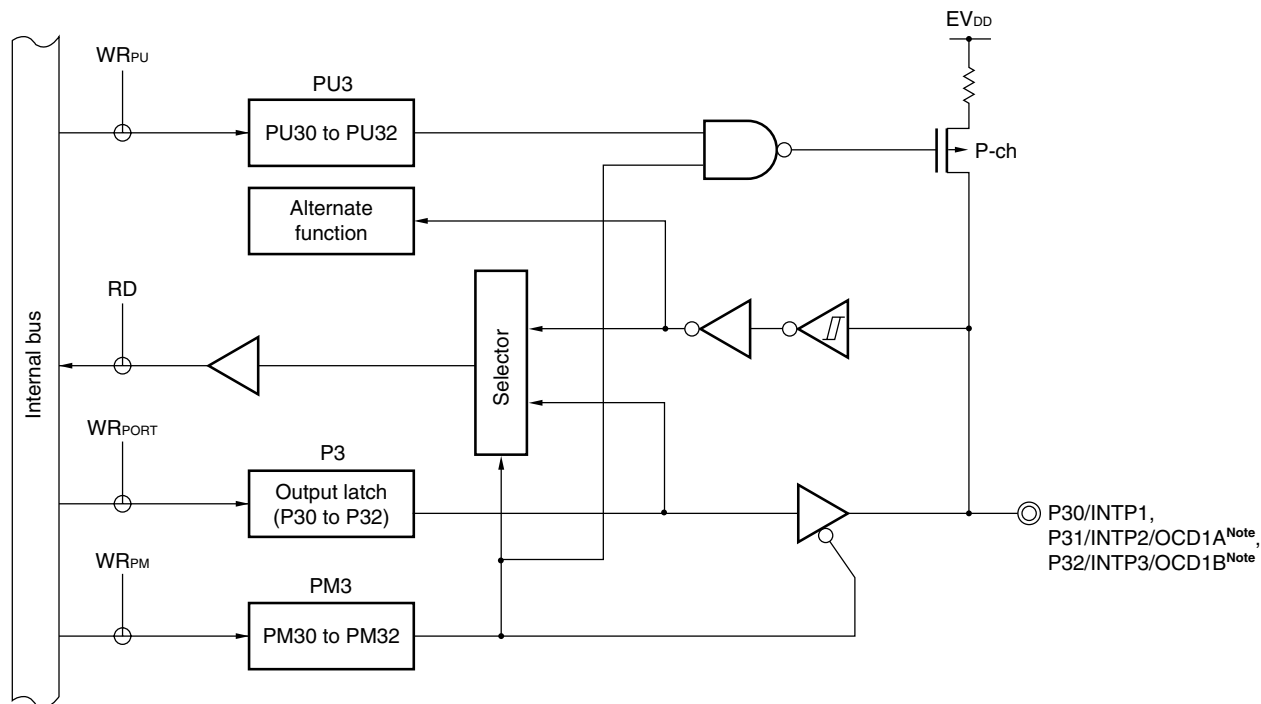 EVDD
WRPU
PU3
PU30 to PU32
P-ch
Alternate
function
RD
Selector
Internal bus
WRPORT
P3
Output latch
(P30 to P32)
P30/INTP1,
P31/INTP2/OCD1ANote,
P32/INTP3/OCD1BNote
WRPM
PM3
PM30 to PM32